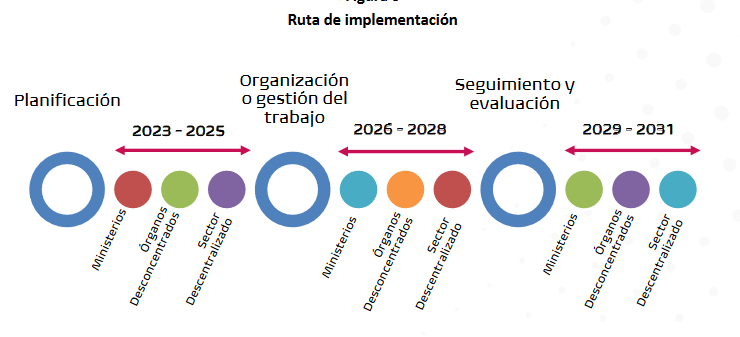 Ruta de implementación
Planificación
2023 - 2025
Ministerios
Órganos
Desconcentrados
Sector
Descentralizado
Organización
o gestión del
trabajo
2026 - 2028
Ministerios
Órganos
Desconcentrados
Sector
Descentralizado
Seguimiento y
evaluación
2029 - 2031
Ministerios
Órganos
Desconcentrados
Sector
Descentralizado